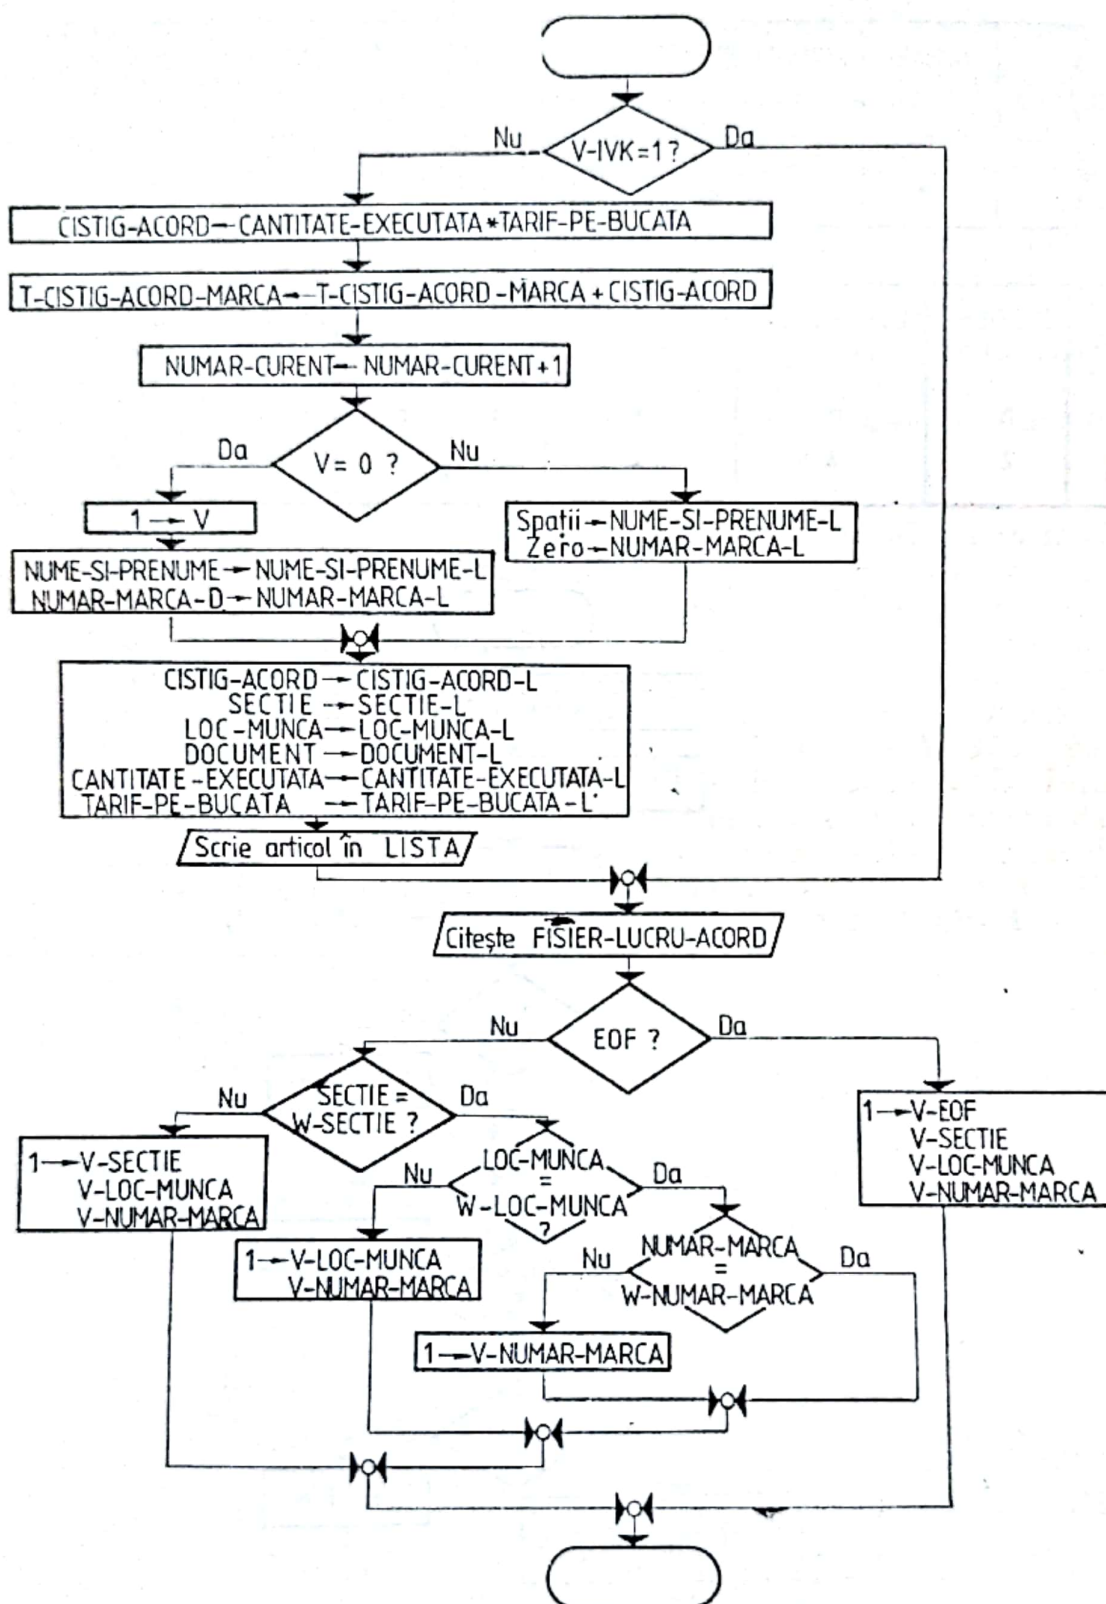 V-IVK=1 ?
Nu
Da
CISTIG-ACORD←CANTITATE-EXECUTATA*TARIF-PE-BUCATA
T-CISTIG-ACORD-MARCA←T-CISTIG-ACORD-MARCA+CISTIG-ACORD
NUMAR-CURENT←NUMAR-CURENT+1
V= 0 ?
Da
Nu
1→V
Spații→NUME-SI-PRENUME-L
Zero→NUMAR-MARCA-L
NUME-SI-PRENUME→NUME-SI-PRENUME-L
NUMAR-MARCA-D→NUMAR-MARCA-L
CISTIG-ACORD→CISTIG-ACORD-L
SECTIE→SECTIE-L
LOC-MUNCA→LOC-MUNCA-L
DOCUMENT→DOCUMENT-L
CANTITATE-EXECUTATA→CANTITATE-EXECUTATA-L
TARIF-PE-BUCATA→TARIF-PE-BUCATA-L
Scrie articol în LISTA
Citește FISIER-LUCRU-ACORD
EOF ?
Nu
Da
SECTIE =
W-SECTIE ?
Nu
Da
1→V-EOF
V-SECTIE
V-LOC-MUNCA
V-NUMAR-MARCA
1→V-SECTIE
V-LOC-MUNCA
V-NUMAR-MARCA
LOC-MUNCA
=
W-LOC-MUNCA
?
Nu
Da
1→V-LOC-MUNCA
V-NUMAR-MARCA
NUMAR-MARCA
=
W-NUMAR-MARCA
Nu
Da
1→V-NUMAR-MARCA